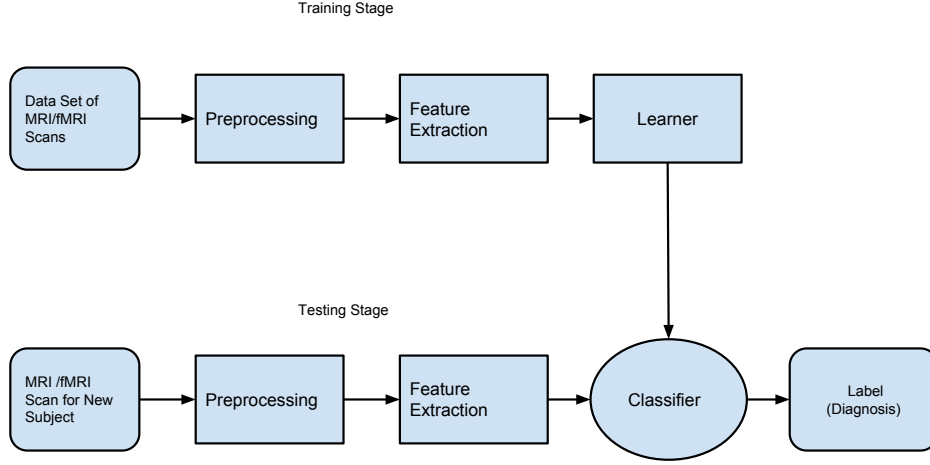 Training Stage
Data Set of
MRI/fMRI
Scans
Preprocessing
Feature
Extraction
Learner
Testing Stage
MRI /fMRI
Scan for New
Subject
Preprocessing
Feature
Extraction
Classifier
Label
(Diagnosis)